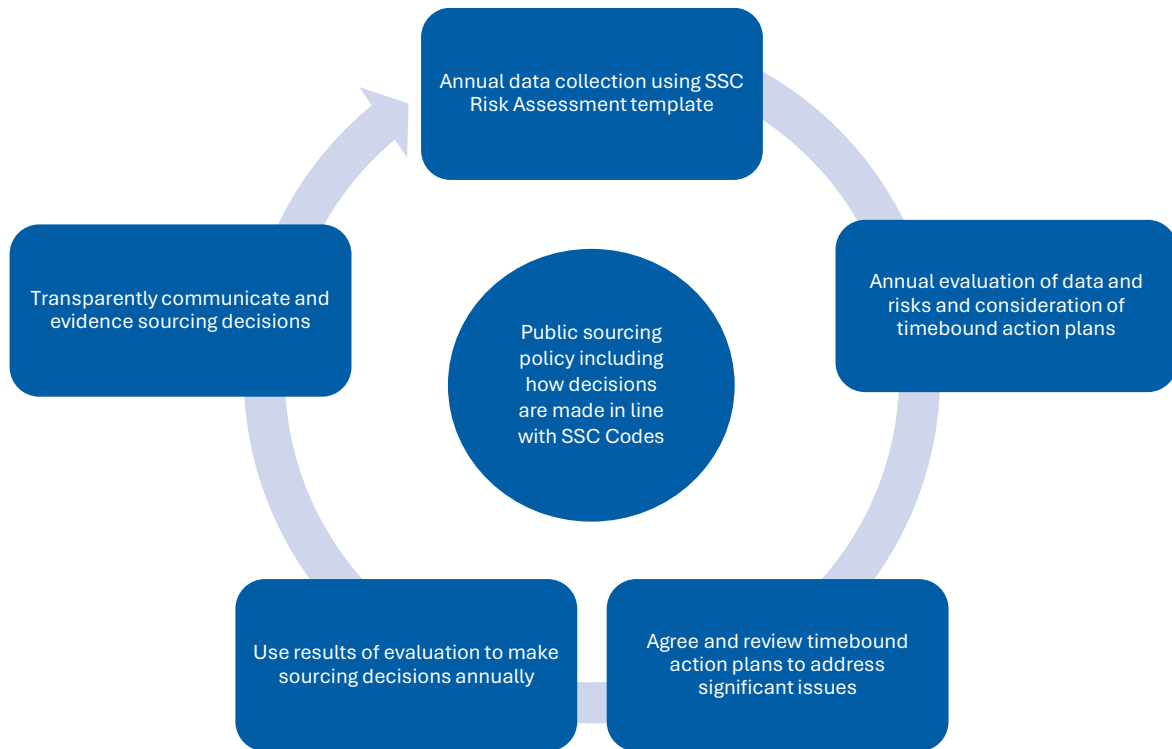 Annual data collection using SSC
Risk Assessment template
Annual evaluation of data and
risks and consideration of
timebound action plans
Agree and review timebound
action plans to address
significant issues
Use results of evaluation to make
sourcing decisions annually
Transparently communicate and
evidence sourcing decisions
Public sourcing
policy including
how decisions
are made in line
with SSC Codes